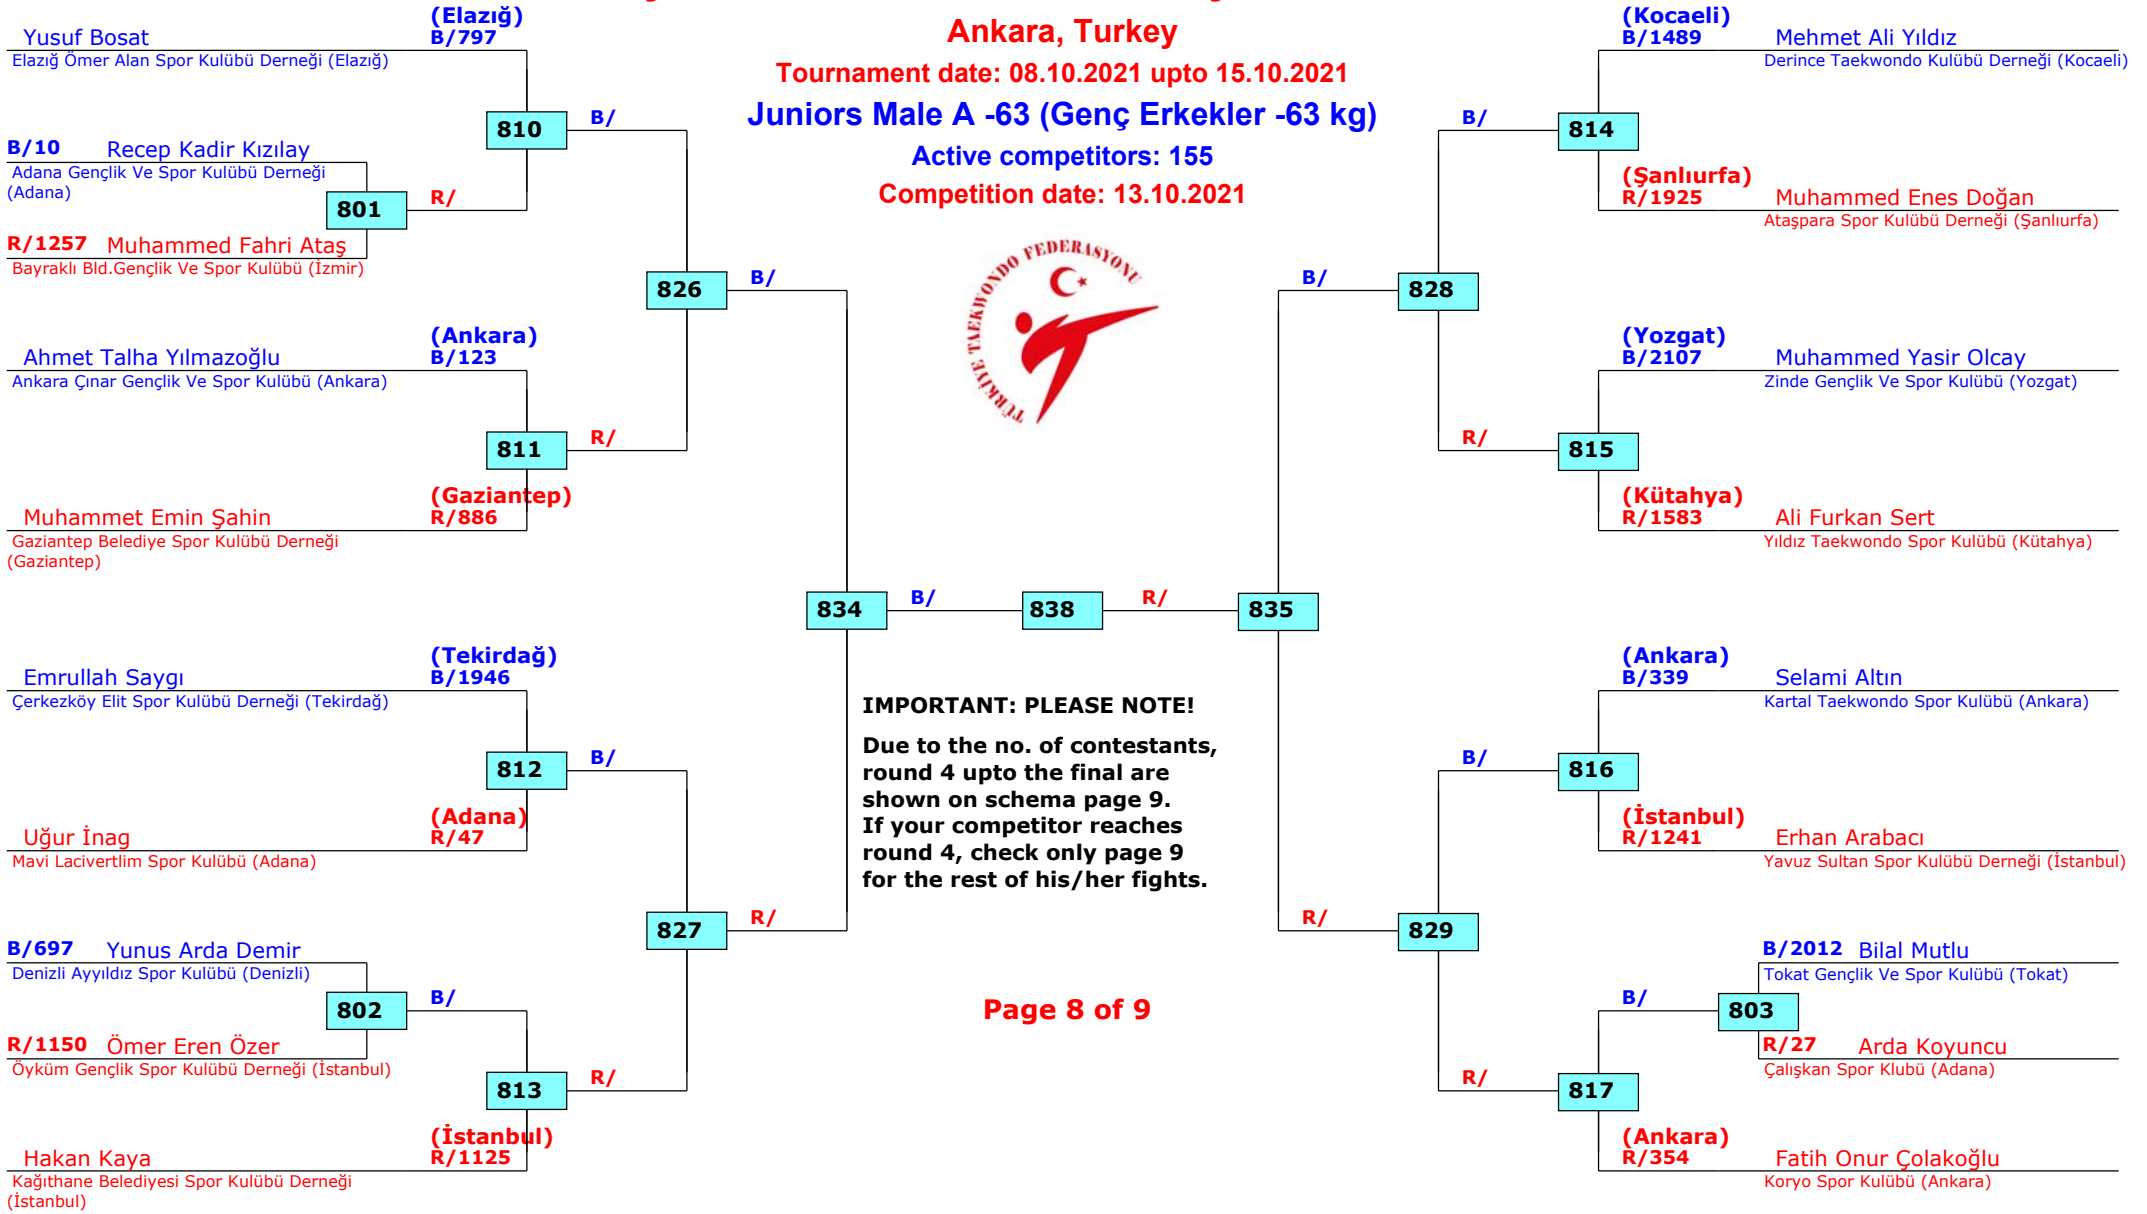 Ankara, Turkey
Tournament date: 08.10.2021 upto 15.10.2021
Juniors Male A -63 (Genç Erkekler -63 kg)
Active competitors: 155
Competition date: 13.10.2021
TÜRKİYE TAEKWONDO FEDERASYONU
(Elazığ)
Yusuf Bosat B/797
Elazığ Ömer Alan Spor Kulübü Derneği (Elazığ)
810 B/
B/10 Recep Kadir Kızılay
Adana Gençlik Ve Spor Kulübü Derneği
(Adana)
801 R/
R/1257 Muhammed Fahri Ataş
Bayraklı Bld.Gençlik Ve Spor Kulübü (İzmir)
826 B/
(Ankara)
Ahmet Talha Yılmazoğlu B/123
Ankara Çınar Gençlik Ve Spor Kulübü (Ankara)
811 R/
(Gaziantep)
Muhammet Emin Şahin R/886
Gaziantep Belediye Spor Kulübü Derneği
(Gaziantep)
834 B/ 838 R/ 835
(Tekirdağ)
Emrullah Saygı B/1946
Çerkezköy Elit Spor Kulübü Derneği (Tekirdağ)
812 B/
(Adana)
Uğur İnag R/47
Mavi Lacivertlim Spor Kulübü (Adana)
827 R/
B/697 Yunus Arda Demir
Denizli Ayyıldız Spor Kulübü (Denizli)
802 B/
R/1150 Ömer Eren Özer
Öyküm Gençlik Spor Kulübü Derneği (İstanbul)
813 R/
(İstanbul)
Hakan Kaya R/1125
Kağıthane Belediyesi Spor Kulübü Derneği
(İstanbul)
IMPORTANT: PLEASE NOTE!
Due to the no. of contestants,
round 4 upto the final are
shown on schema page 9.
If your competitor reaches
round 4, check only page 9
for the rest of his/her fights.
Page 8 of 9
(Kocaeli)
B/1489 Mehmet Ali Yıldız
Derince Taekwondo Kulübü Derneği (Kocaeli)
B/ 814
(Şanlıurfa)
R/1925 Muhammed Enes Doğan
Ataşpara Spor Kulübü Derneği (Şanlıurfa)
B/ 828
(Yozgat)
B/2107 Muhammed Yasir Olcay
Zinde Gençlik Ve Spor Kulübü (Yozgat)
R/ 815
(Kütahya)
R/1583 Ali Furkan Sert
Yıldız Taekwondo Spor Kulübü (Kütahya)
(Ankara)
B/339 Selami Altın
Kartal Taekwondo Spor Kulübü (Ankara)
B/ 816
(İstanbul)
R/1241 Erhan Arabacı
Yavuz Sultan Spor Kulübü Derneği (İstanbul)
R/ 829
B/2012 Bilal Mutlu
Tokat Gençlik Ve Spor Kulübü (Tokat)
B/ 803
R/27 Arda Koyuncu
Çalışkan Spor Klubü (Adana)
R/ 817
(Ankara)
R/354 Fatih Onur Çolakoğlu
Koryo Spor Kulübü (Ankara)